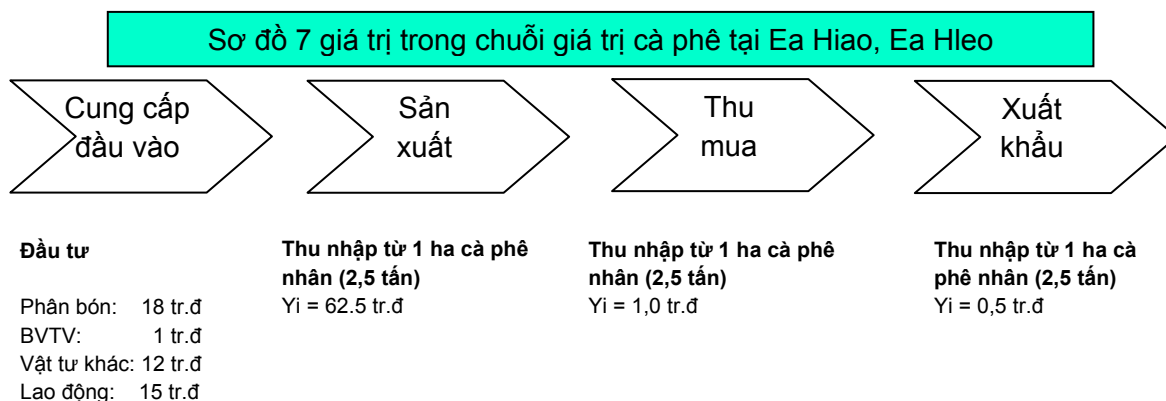 Sơ đồ 7 giá trị trong chuỗi giá trị cà phê tại Ea Hiao, Ea Hleo
Cung cấp
đầu vào
Sản
xuất
Thu
mua
Xuất
khẩu
Đầu tư
Phân bón: 18 tr.đ
BVTV: 1 tr.đ
Vật tư khác: 12 tr.đ
Lao động: 15 tr.đ
Thu nhập từ 1 ha cà phê
nhân (2,5 tấn)
Yi = 62.5 tr.đ
Thu nhập từ 1 ha cà phê
nhân (2,5 tấn)
Yi = 1,0 tr.đ
Thu nhập từ 1 ha cà
phê nhân (2,5 tấn)
Yi = 0,5 tr.đ